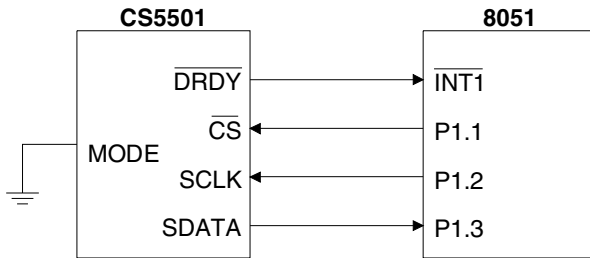 CS5501 8051
DRDY INT1
CS P1.1
MODE
SCLK P1.2
SDATA P1.3